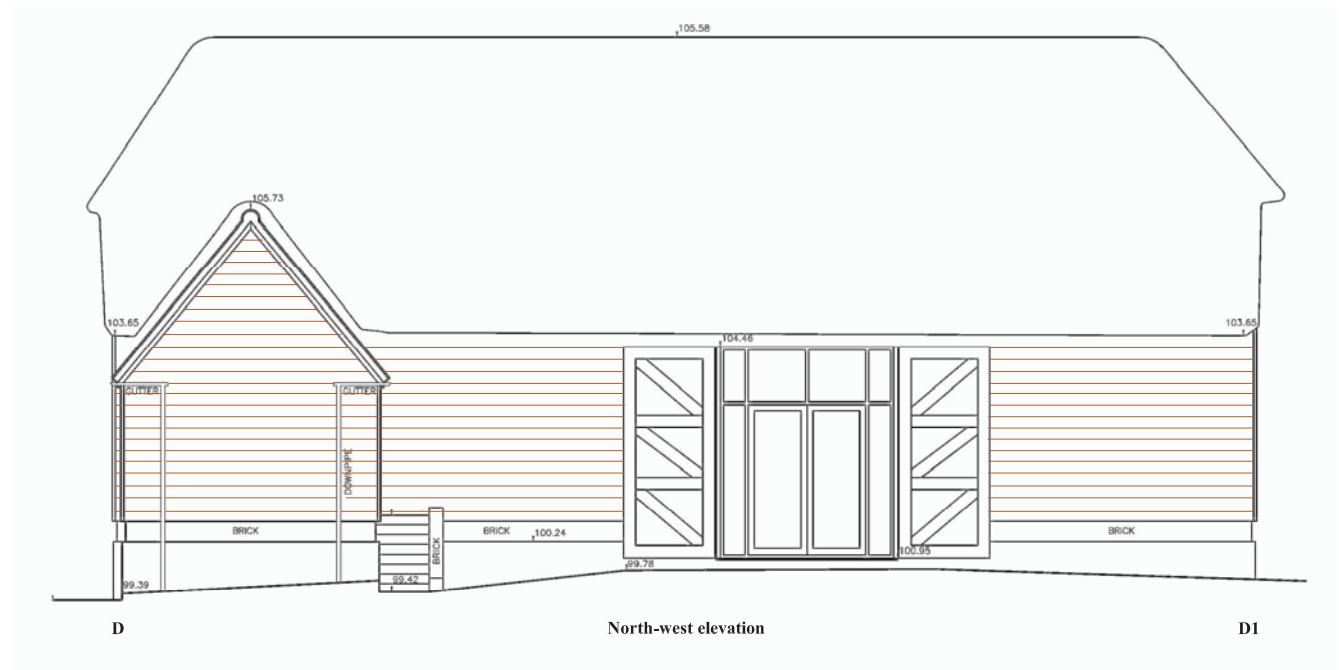 105.58
105.73
103.65
103.65
104.46
GUTTER
GUTTER
DOWNPIPE
BRICK
BRICK
100.24
BRICK
BRICK
100.95
99.78
99.42
99.39
D
North-west elevation
D1